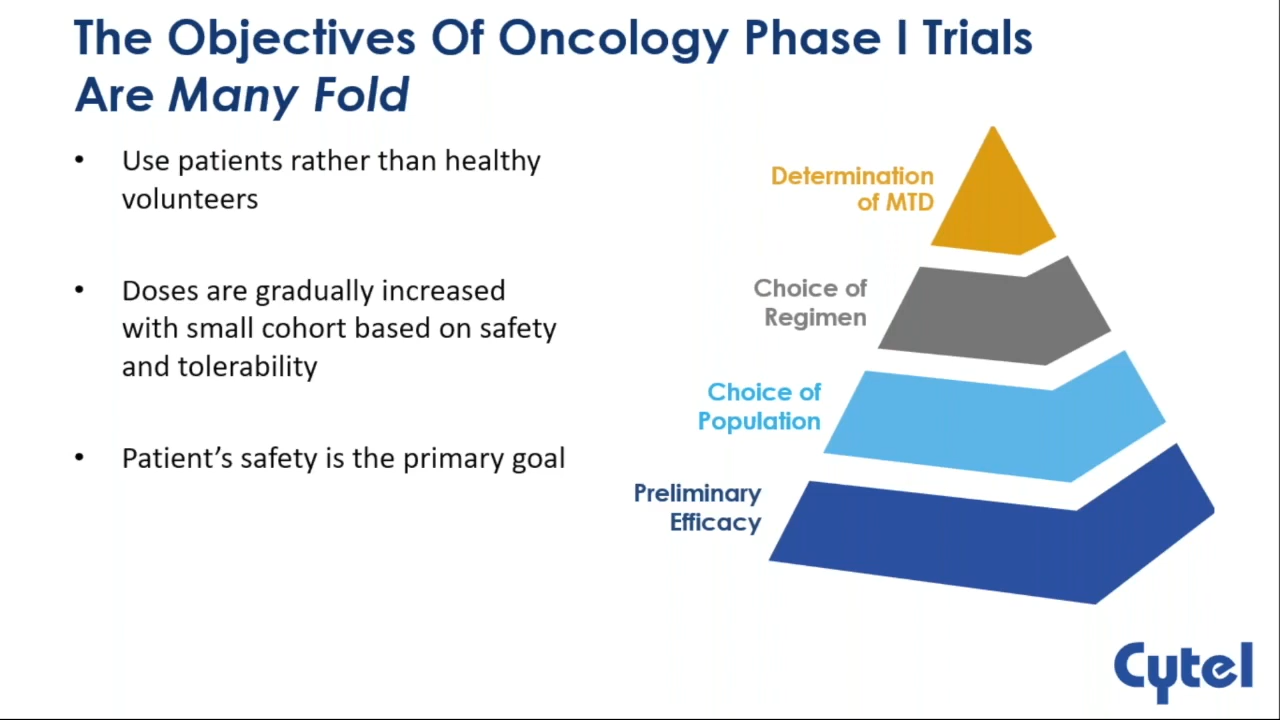 The Objectives Of Oncology Phase I Trials
Are Many Fold
• Use patients rather than healthy
volunteers
• Doses are gradually increased
with small cohort based on safety
and tolerability
• Patient’s safety is the primary goal
Determination
of MTD
Choice of
Regimen
Choice of
Population
Preliminary
Efficacy
Cytel